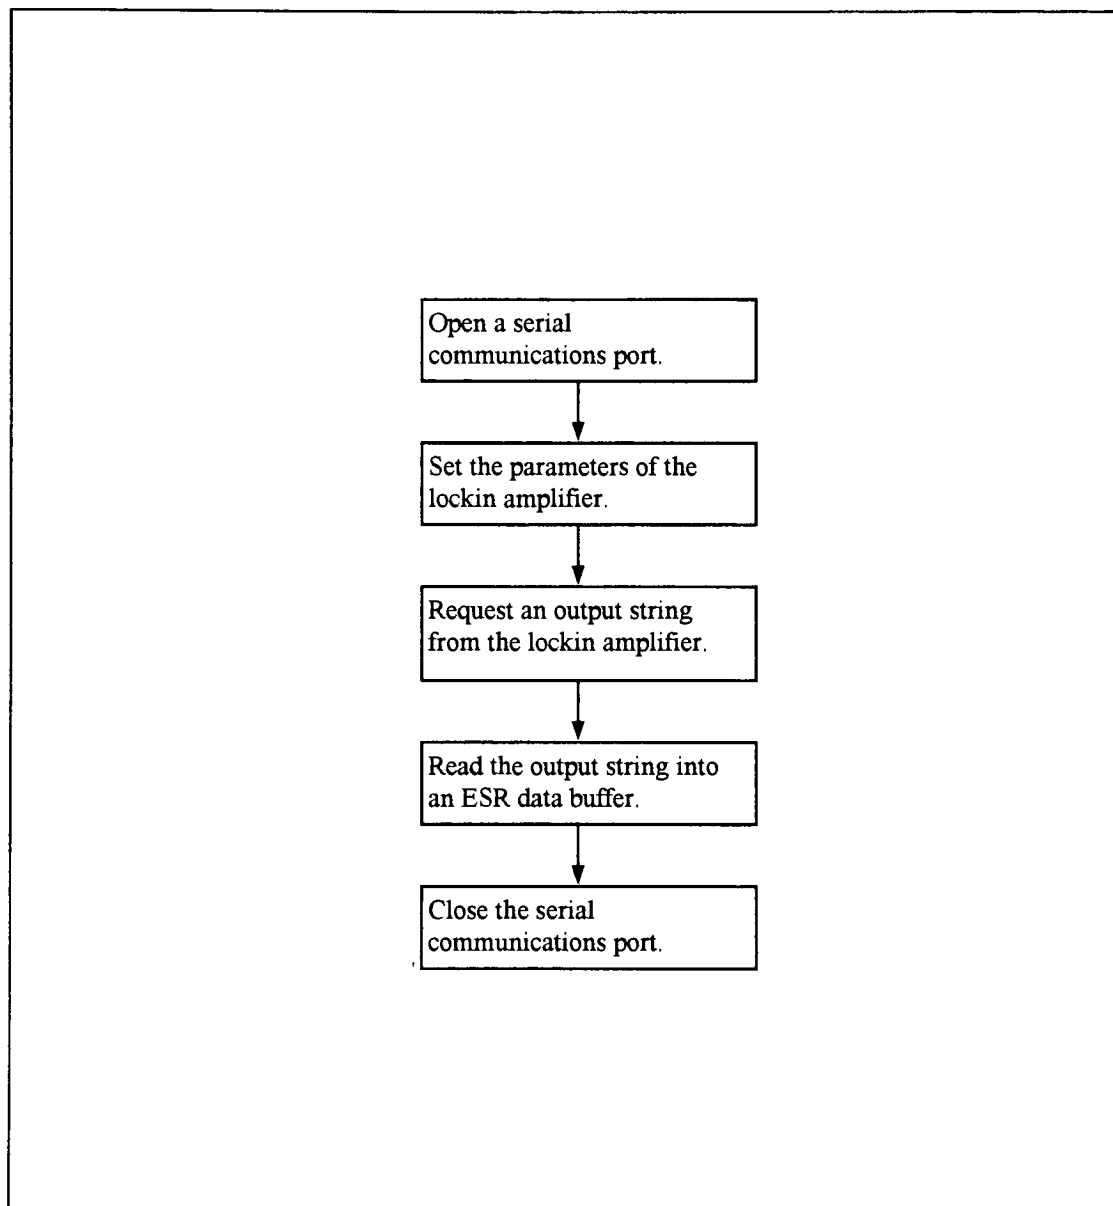 Open a serial
communications port.
Set the parameters of the
lockin amplifier.
Request an output string
from the lockin amplifier.
Read the output string into
an ESR data buffer.
Close the serial
communications port.